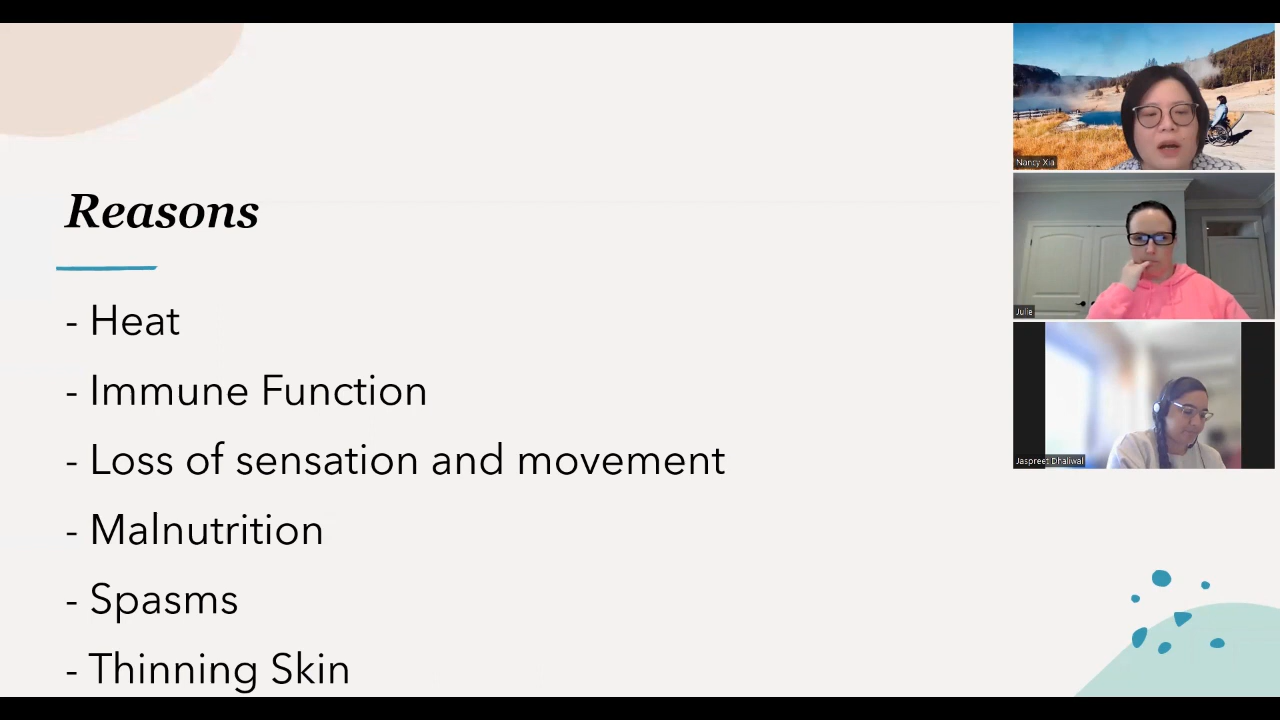 Reasons
- Heat
- Immune Function
- Loss of sensation and movement
- Malnutrition
- Spasms
- Thinning Skin
Nancy Xia
Julie
Jaspreet Dhaliwal